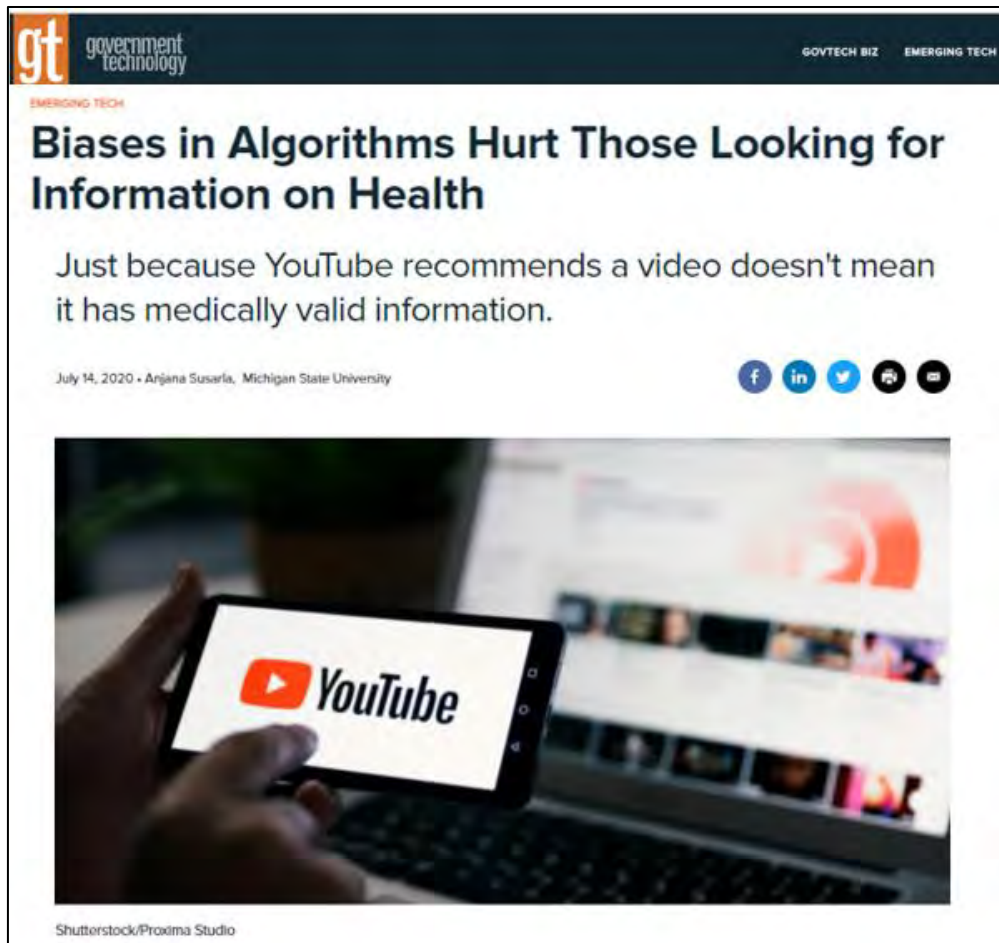 gt government technology
GOVTECH BIZ EMERGING TECH
EMERGING TECH
Biases in Algorithms Hurt Those Looking for
Information on Health
Just because YouTube recommends a video doesn't mean
it has medically valid information.
July 14, 2020 • Anjana Susarla, Michigan State University
f in
YouTube
Shutterstock/Proxima Studio